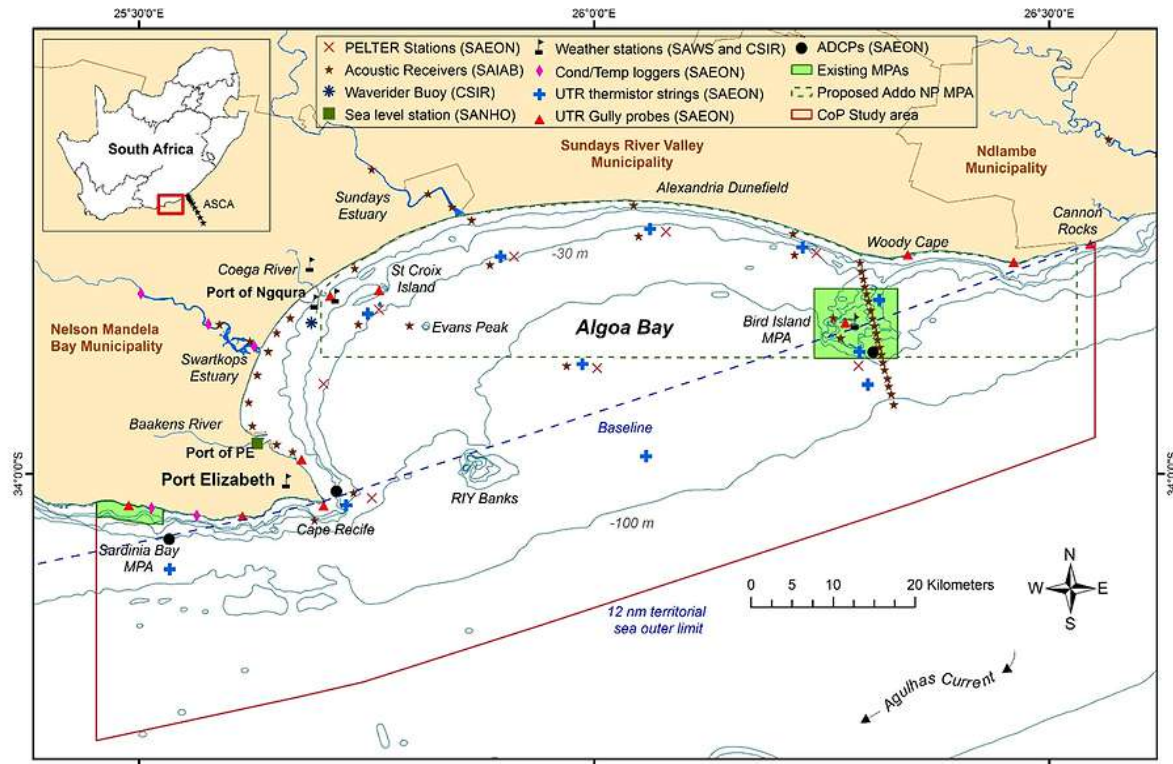 25°30'0"E
26°0'0"E
26°30'0"E
PELTER Stations (SAEON)
Acoustic Receivers (SAIAB)
Waverider Buoy (CSIR)
Sea level station (SANHO)
Weather stations (SAWS and CSIR)
Cond/Temp loggers (SAEON)
UTR thermistor strings (SAEON)
UTR Gully probes (SAEON)
ADCPs (SAEON)
Existing MPAs
Proposed Addo NP MPA
CoP Study area
South Africa
ASCA
Sundays River Valley
Municipality
Ndlambe
Municipality
Sundays
Estuary
Alexandria Dunefield
Cannon
Rocks
Woody Cape
Coega River
-30 m
St Croix
Island
Port of Ngqura
Nelson Mandela
Bay Municipality
Evans Peak
Algoa Bay
Bird Island
MPA
Swartkops
Estuary
Baakens River
Baseline
Port of PE
Port Elizabeth
RIY Banks
34°0'0"S
34°0'0"S
-100 m
Cape Recife
Sardinia Bay
MPA
0 5 10 20 Kilometers
N
W E
S
12 nm territorial
sea outer limit
Agulhas Current